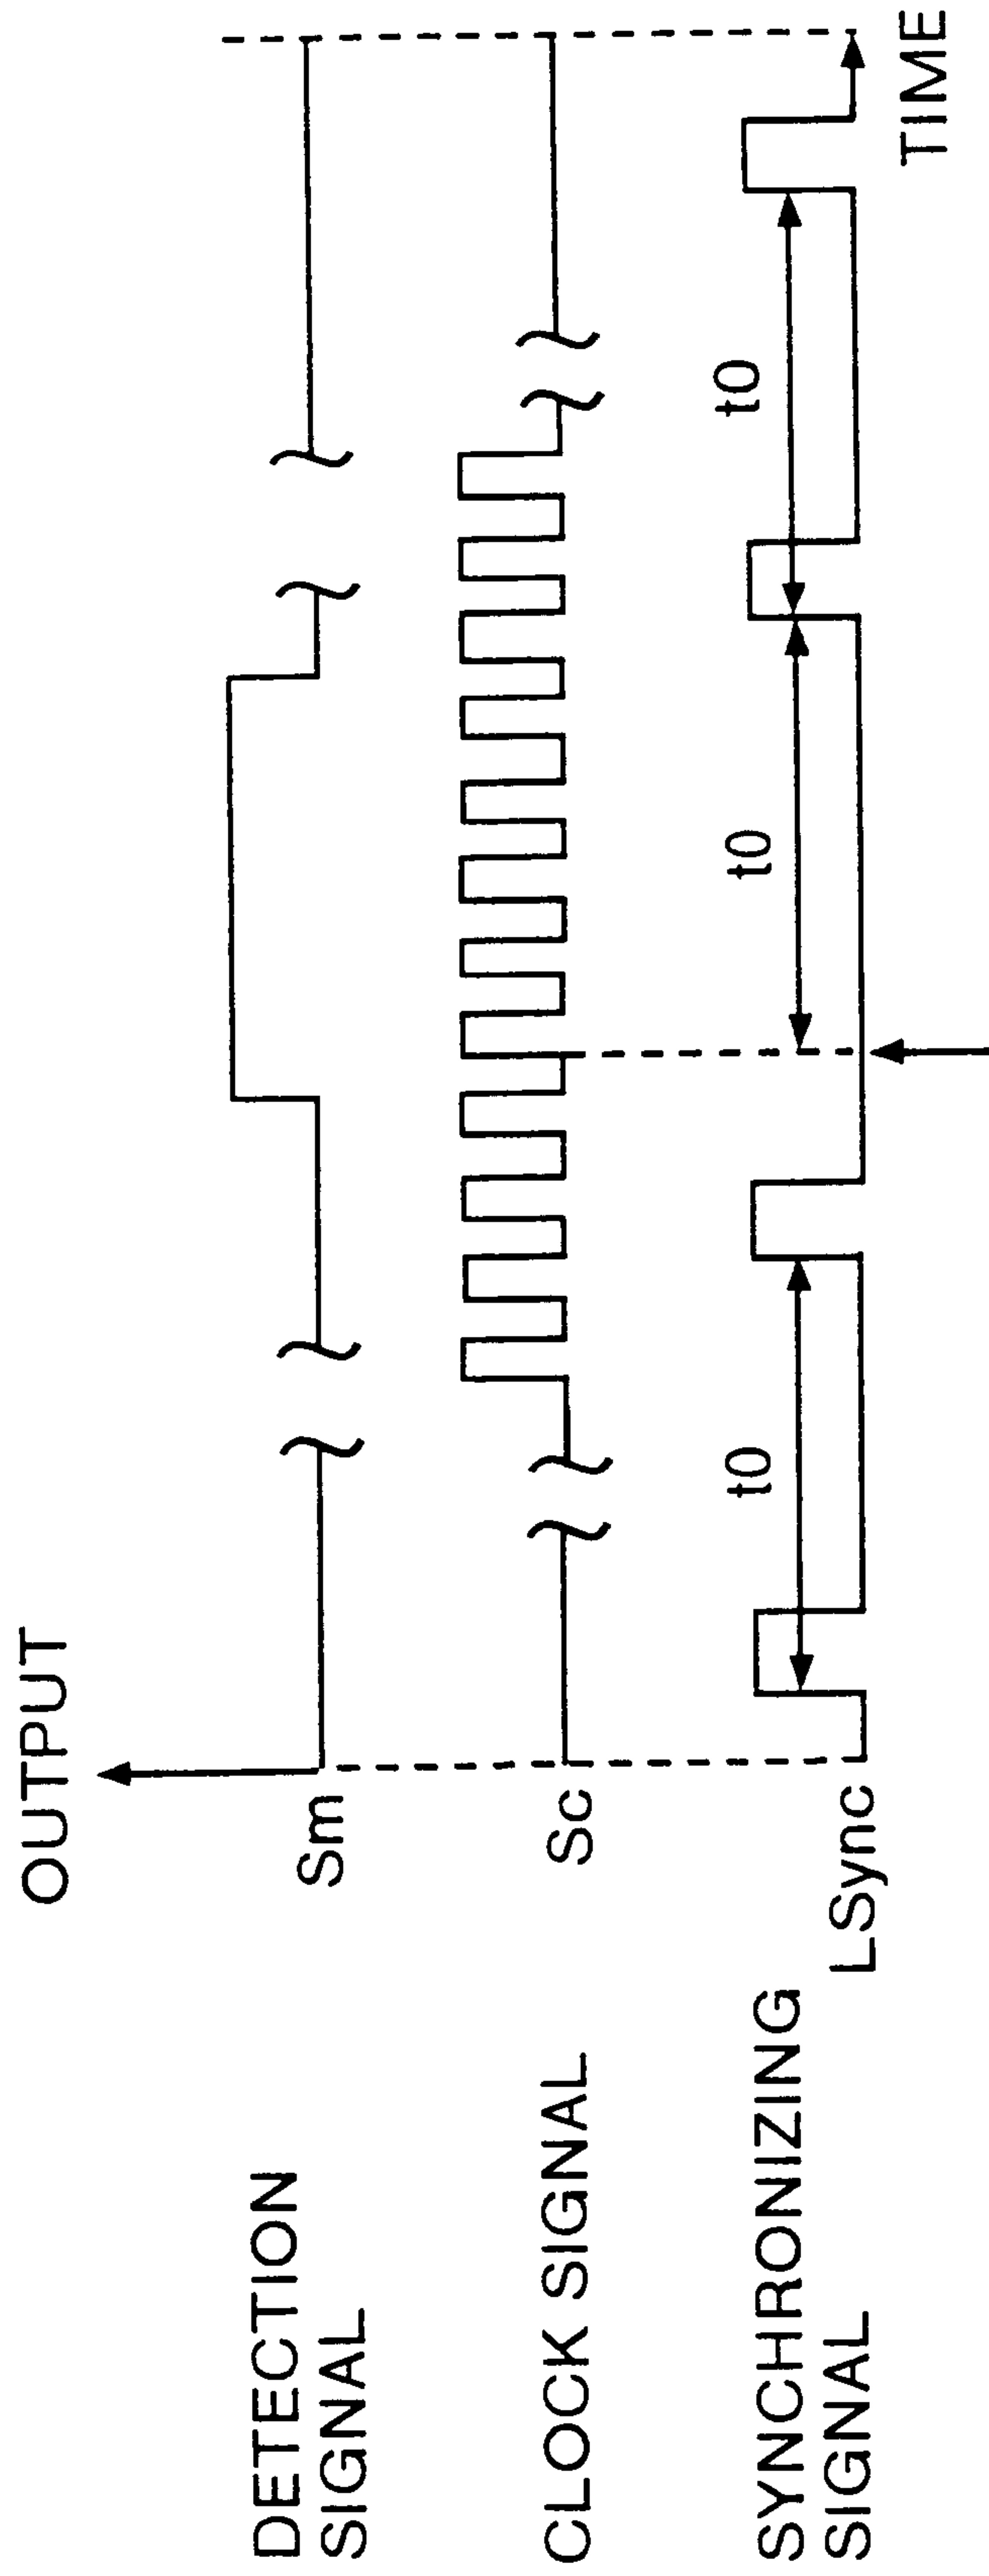 OUTPUT
DETECTION
SIGNAL
Sm
CLOCK SIGNAL
Sc
SYNCHRONIZING
SIGNAL
LSync
t0
t0
t0
TIME